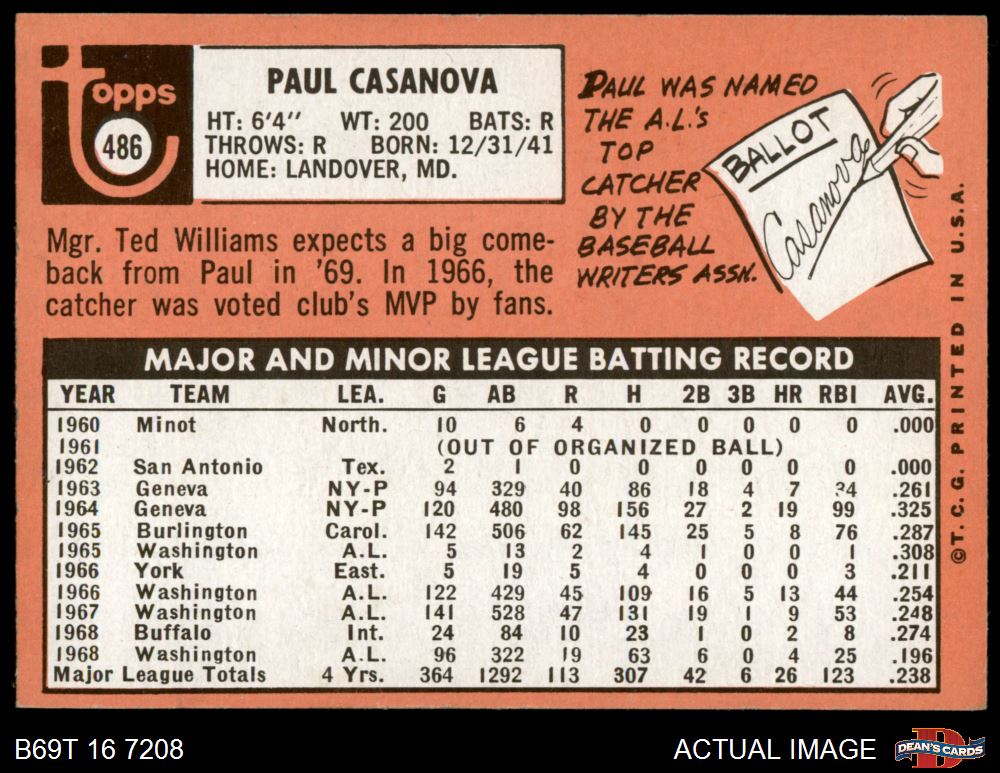 Topps
486
PAUL CASANOVA
HT: 6'4" WT: 200 BATS: R
THROWS: R BORN: 12/31/41
HOME: LANDOVER, MD.
Mgr. Ted Williams expects a big come-
back from Paul in '69. In 1966, the
catcher was voted club's MVP by fans.
PAUL WAS NAMED
THE A.L.'s
TOP
CATCHER
BY THE
BASEBALL
WRITERS ASSN.
BALLOT
Casanova
MAJOR AND MINOR LEAGUE BATTING RECORD
YEAR TEAM LEA. G AB R H 2B 3B HR RBI AVG.
1960 Minot North. 10 6 4 0 0 0 0 0 .000
1961 (OUT OF ORGANIZED BALL)
1962 San Antonio Tex. 2 1 0 0 0 0 0 0 .000
1963 Geneva NY-P 94 329 40 86 18 4 7 34 .261
1964 Geneva NY-P 120 480 98 156 27 2 19 99 .325
1965 Burlington Carol. 142 506 62 145 25 5 8 76 .287
1965 Washington A.L. 5 13 2 4 1 0 0 1 .308
1966 York East. 5 19 5 4 0 0 0 3 .211
1966 Washington A.L. 122 429 45 109 16 5 13 44 .254
1967 Washington A.L. 141 528 47 131 19 1 9 53 .248
1968 Buffalo Int. 24 84 10 23 1 0 2 8 .274
1968 Washington A.L. 96 322 19 63 6 0 4 25 .196
Major League Totals 4 Yrs. 364 1292 113 307 42 6 26 123 .238
©T. C. G. PRINTED IN U.S.A.
B69T 16 7208
ACTUAL IMAGE
D
DEAN'S CARDS